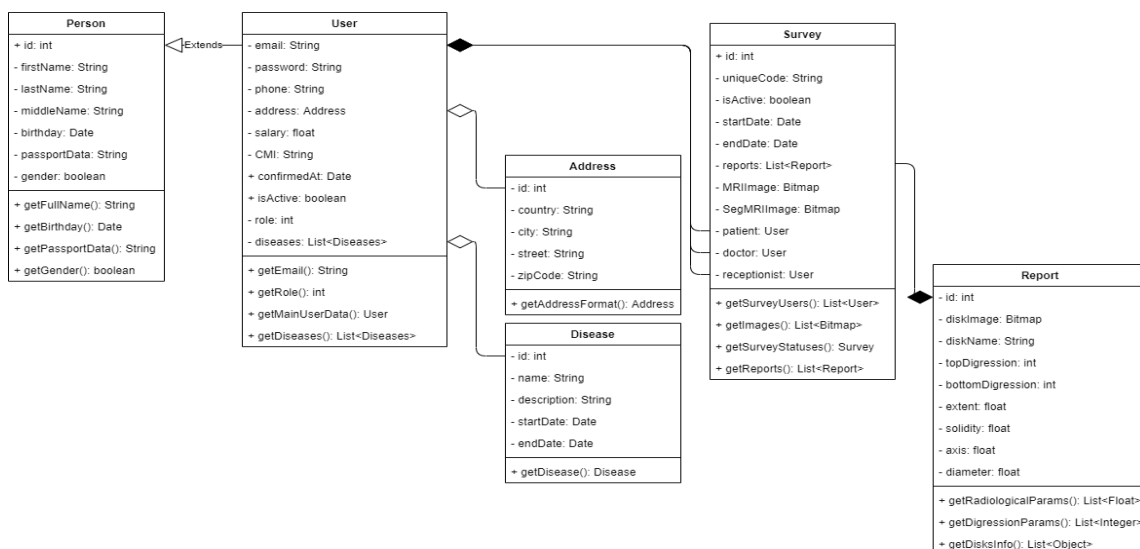 Person
+ id: int
- firstName: String
- lastName: String
- middleName: String
- birthday: Date
- passportData: String
- gender: boolean
+ getFullName(): String
+ getBirthday(): Date
+ getPassportData(): String
+ getGender(): boolean
Extends
User
- email: String
- password: String
- phone: String
- address: Address
- salary: float
- CMI: String
+ confirmedAt: Date
+ isActive: boolean
- role: int
- diseases: List<Diseases>
+ getEmail(): String
+ getRole(): int
+ getMainUserData(): User
+ getDiseases(): List<Diseases>
Address
- id: int
- country: String
- city: String
- street: String
- zipCode: String
+ getAddressFormat(): Address
Disease
- id: int
- name: String
- description: String
- startDate: Date
- endDate: Date
+ getDisease(): Disease
Survey
+ id: int
- uniqueCode: String
- isActive: boolean
- startDate: Date
- endDate: Date
- reports: List<Report>
- MRIImage: Bitmap
- SegMRIImage: Bitmap
- patient: User
- doctor: User
- receptionist: User
+ getSurveyUsers(): List<User>
+ getImages(): List<Bitmap>
+ getSurveyStatuses(): Survey
+ getReports(): List<Report>
Report
- id: int
- diskImage: Bitmap
- diskName: String
- topDigression: int
- bottomDigression: int
- extent: float
- solidity: float
- axis: float
- diameter: float
+ getRadiologicalParams(): List<Float>
+ getDigressionParams(): List<Integer>
+ getDisksInfo(): List<Object>